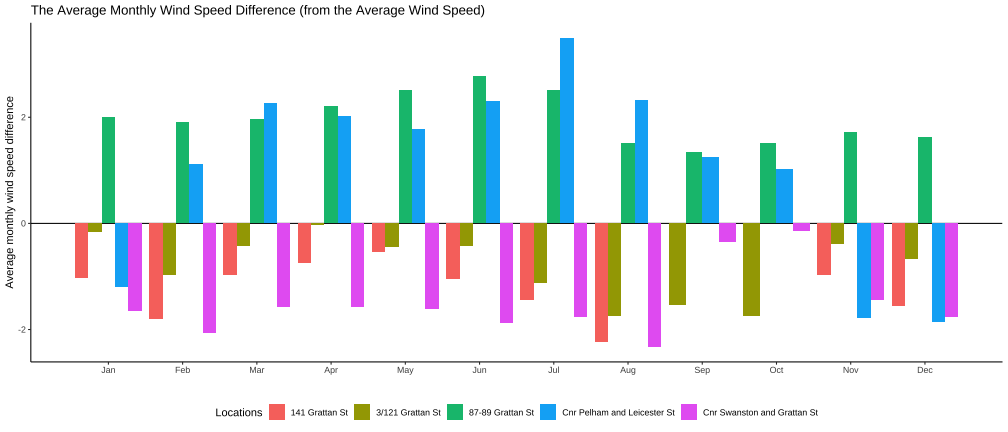 The Average Monthly Wind Speed Difference (from the Average Wind Speed)
Average monthly wind speed difference
2
0
-2
Jan Feb Mar Apr May Jun Jul Aug Sep Oct Nov Dec
Locations 141 Grattan St 3/121 Grattan St 87-89 Grattan St Cnr Pelham and Leicester St Cnr Swanston and Grattan St